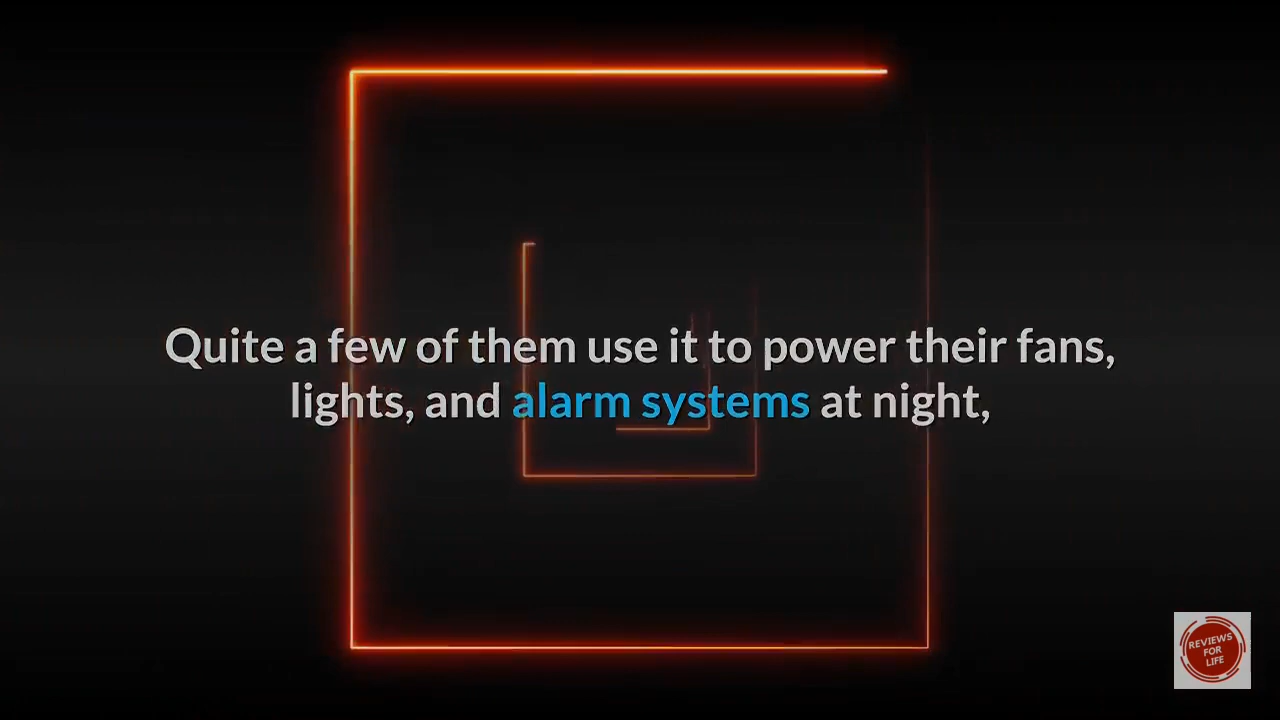 Quite a few of them use it to power their fans,
lights, and alarm systems at night,
REVIEWS
FOR
LIFE